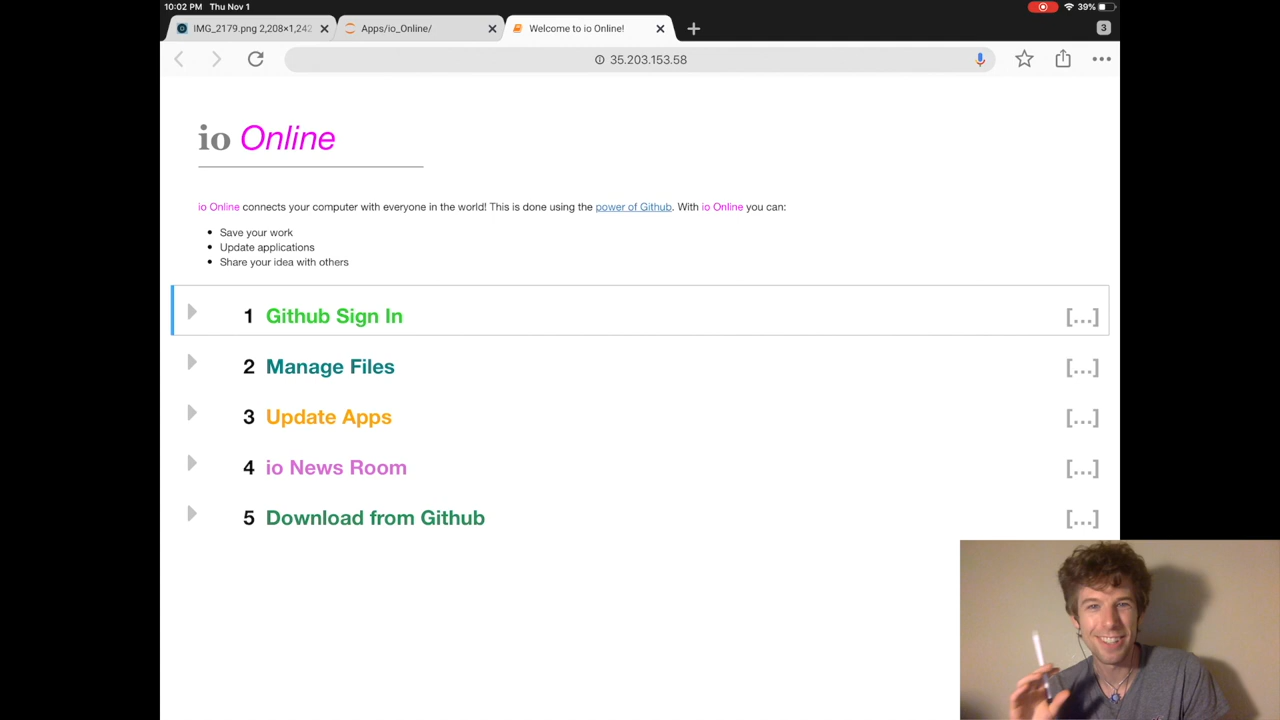 10:02 PM Thu Nov 1
39%
IMG_2179.png 2,208×1,242
Apps/io_Online/
Welcome to io Online!
3
35.203.153.58
io Online
io Online connects your computer with everyone in the world! This is done using the power of Github. With io Online you can:
Save your work
Update applications
Share your idea with others
1 Github Sign In [...]
2 Manage Files [...]
3 Update Apps [...]
4 io News Room [...]
5 Download from Github [...]